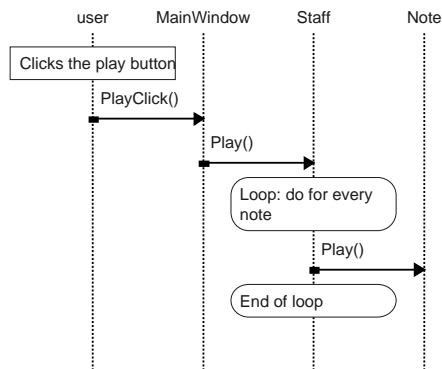 user MainWindow Staff Note
Clicks the play button
PlayClick()
Play()
Loop: do for every
note
Play()
End of loop